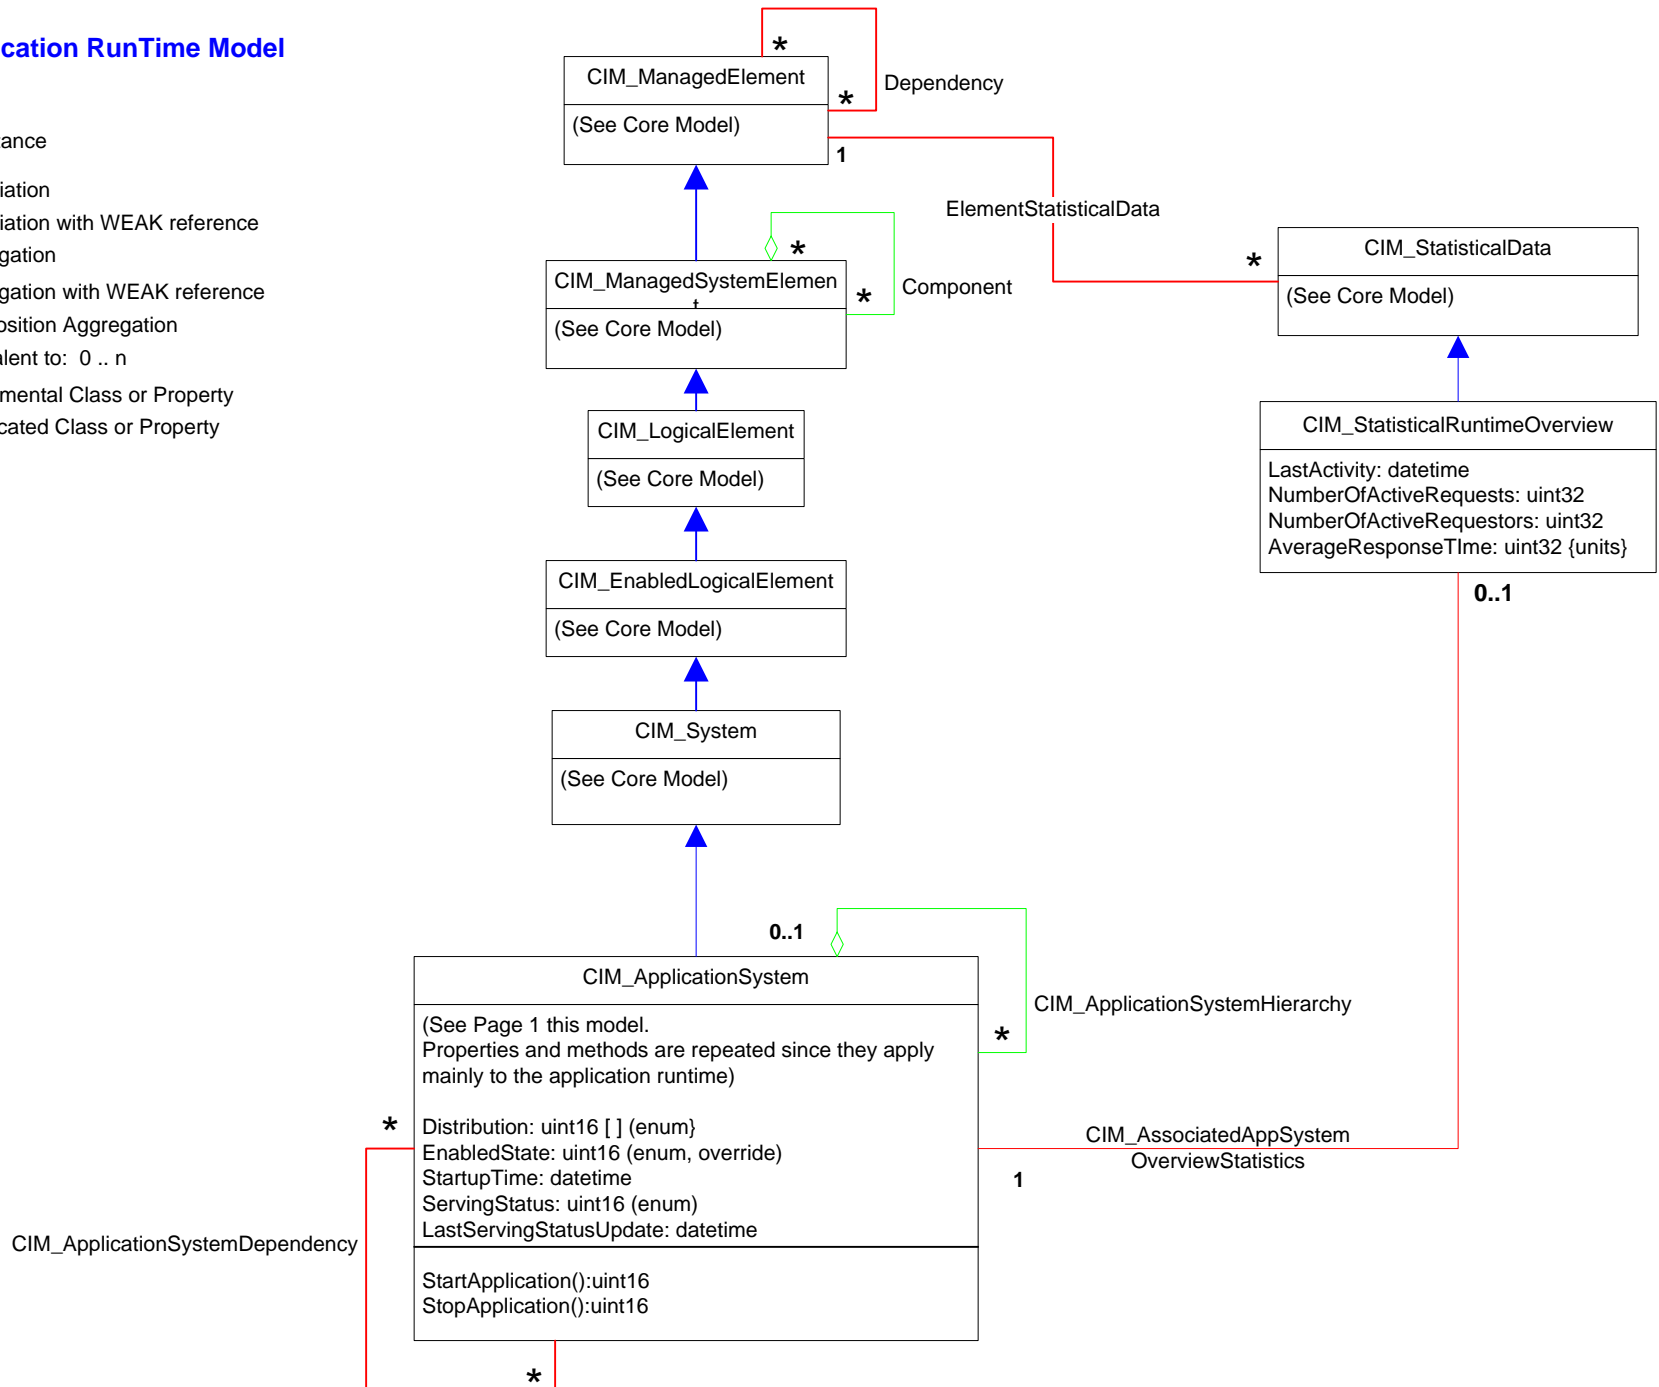 cation RunTime Model
tance
iation
iation with WEAK reference
gation
gation with WEAK reference
osition Aggregation
alent to: 0 .. n
mental Class or Property
cated Class or Property
*
CIM_ManagedElement
*
Dependency
(See Core Model)
1
ElementStatisticalData
*
CIM_StatisticalData
(See Core Model)
*
CIM_ManagedSystemElemen
t
*
Component
(See Core Model)
CIM_LogicalElement
(See Core Model)
CIM_StatisticalRuntimeOverview
LastActivity: datetime
NumberOfActiveRequests: uint32
NumberOfActiveRequestors: uint32
AverageResponseTIme: uint32 {units}
0..1
CIM_EnabledLogicalElement
(See Core Model)
CIM_System
(See Core Model)
0..1
CIM_ApplicationSystem
CIM_ApplicationSystemHierarchy
*
(See Page 1 this model.
Properties and methods are repeated since they apply
mainly to the application runtime)
*
Distribution: uint16 [ ] (enum}
EnabledState: uint16 (enum, override)
StartupTime: datetime
ServingStatus: uint16 (enum)
LastServingStatusUpdate: datetime
CIM_AssociatedAppSystem
OverviewStatistics
1
CIM_ApplicationSystemDependency
StartApplication():uint16
StopApplication():uint16
*